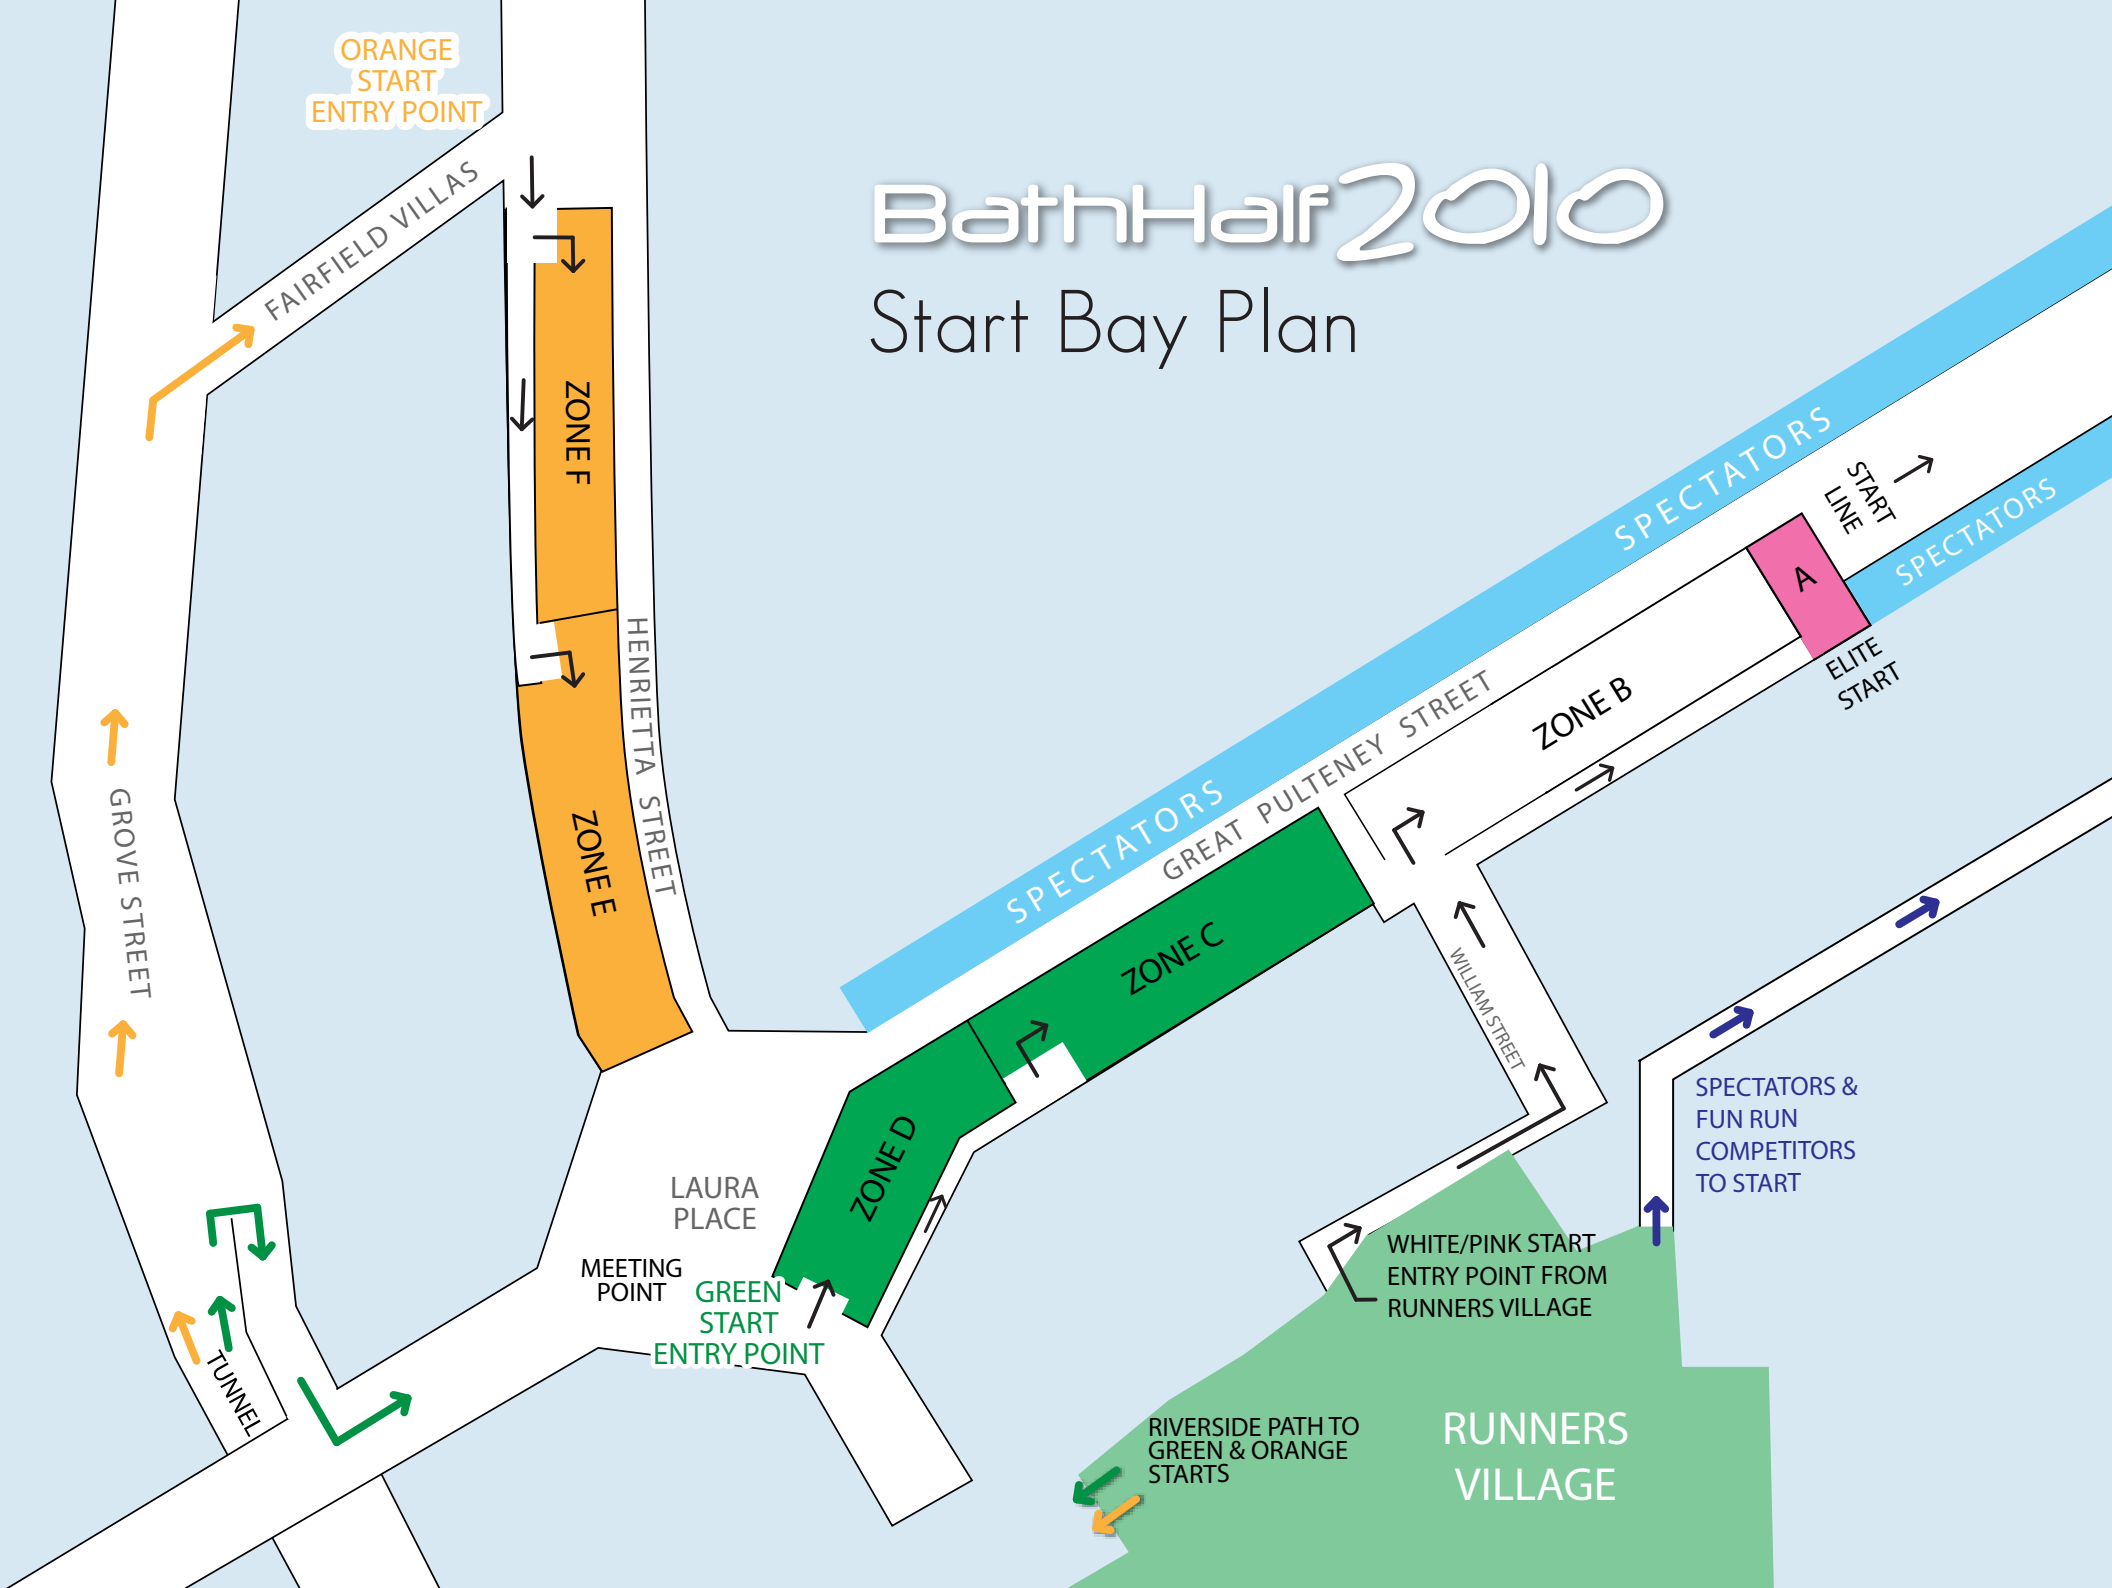 ORANGE
START
ENTRY POINT
FAIRFIELD VILLAS
BathHalf 2010
Start Bay Plan
ZONE F
SPECTATORS
START
LINE
SPECTATORS
A
ELITE
START
HENRIETTA STREET
ZONE B
GREAT PULTENEY STREET
SPECTATORS
GROVE STREET
ZONE E
ZONE C
WILLIAM STREET
SPECTATORS &
FUN RUN
COMPETITORS
TO START
ZONE D
LAURA
PLACE
MEETING
POINT
GREEN
START
ENTRY POINT
WHITE/PINK START
ENTRY POINT FROM
RUNNERS VILLAGE
TUNNEL
RIVERSIDE PATH TO
GREEN & ORANGE
STARTS
RUNNERS
VILLAGE